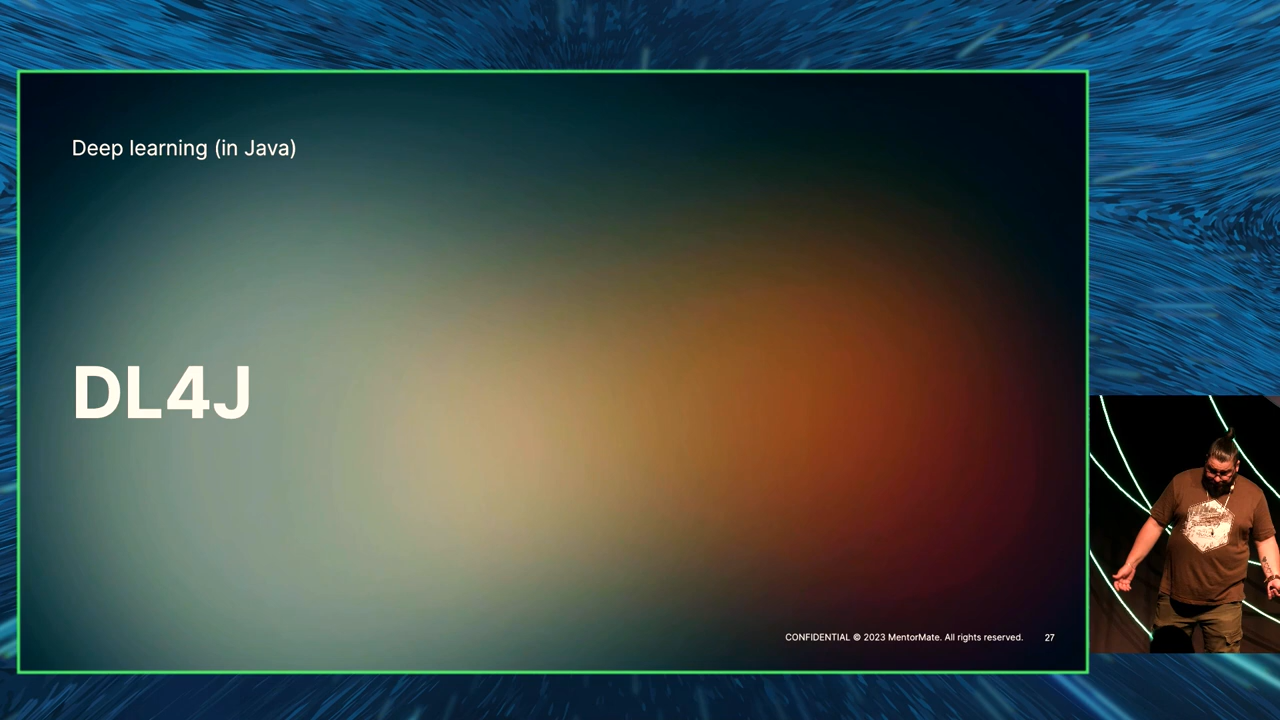 Deep learning (in Java)
DL4J
CONFIDENTIAL © 2023 MentorMate. All rights reserved. 27